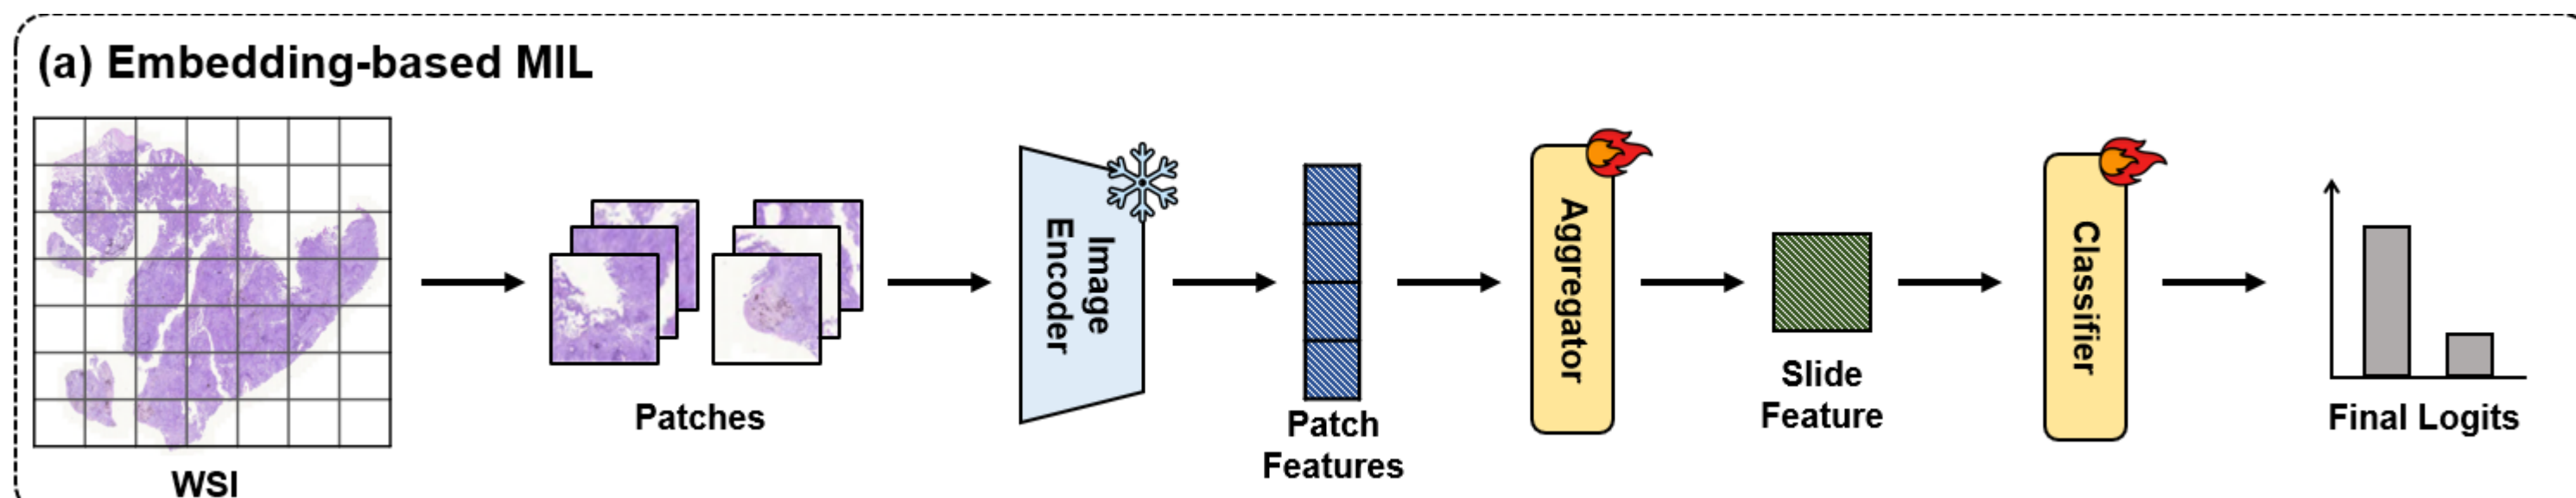 (a) Embedding-based MIL
WSI
Patches
Image
Encoder
Patch
Features
Aggregator
Slide
Feature
Classifier
Final Logits